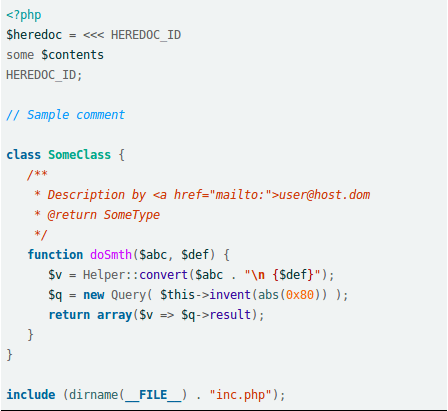 <?php
$heredoc = <<< HEREDOC_ID
some $contents
HEREDOC_ID;
// Sample comment
class SomeClass {
/**
* Description by <a href="mailto:">user@host.dom
* @return SomeType
*/
function doSmth($abc, $def) {
$v = Helper::convert($abc . "\n {$def}");
$q = new Query( $this->invent(abs(0x80)) );
return array($v => $q->result);
}
}
include (dirname(__FILE__) . "inc.php");